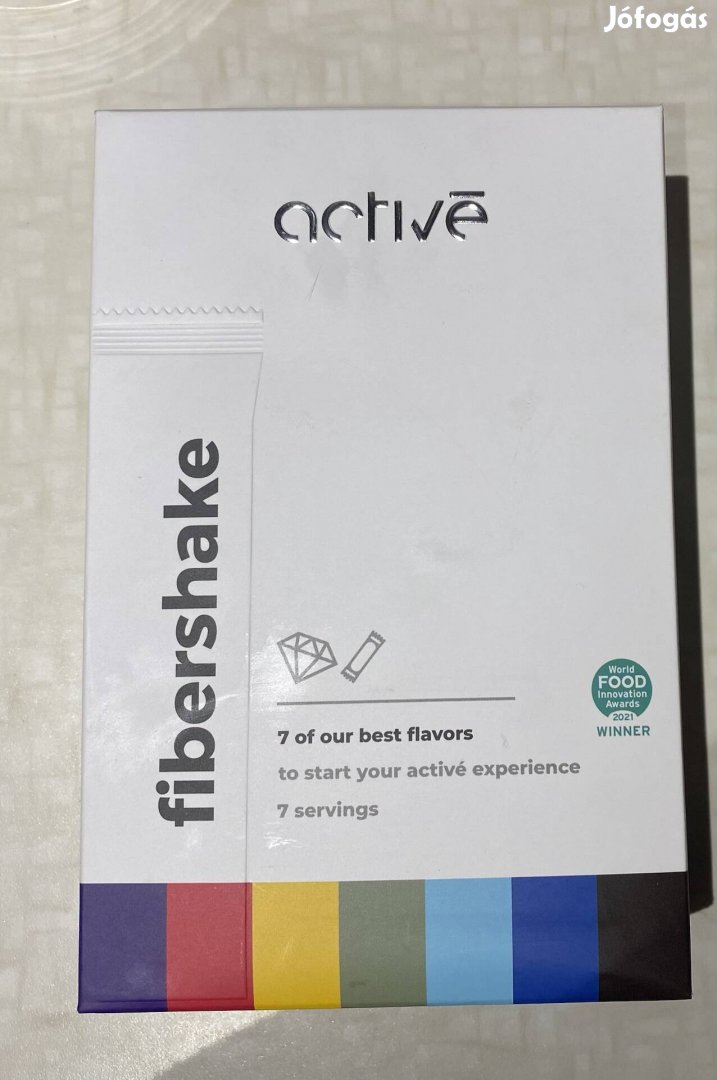 Jófogás
activē
fibershake
7 of our best flavors
to start your activé experience
7 servings
World
FOOD
Innovation
Awards
2021
WINNER